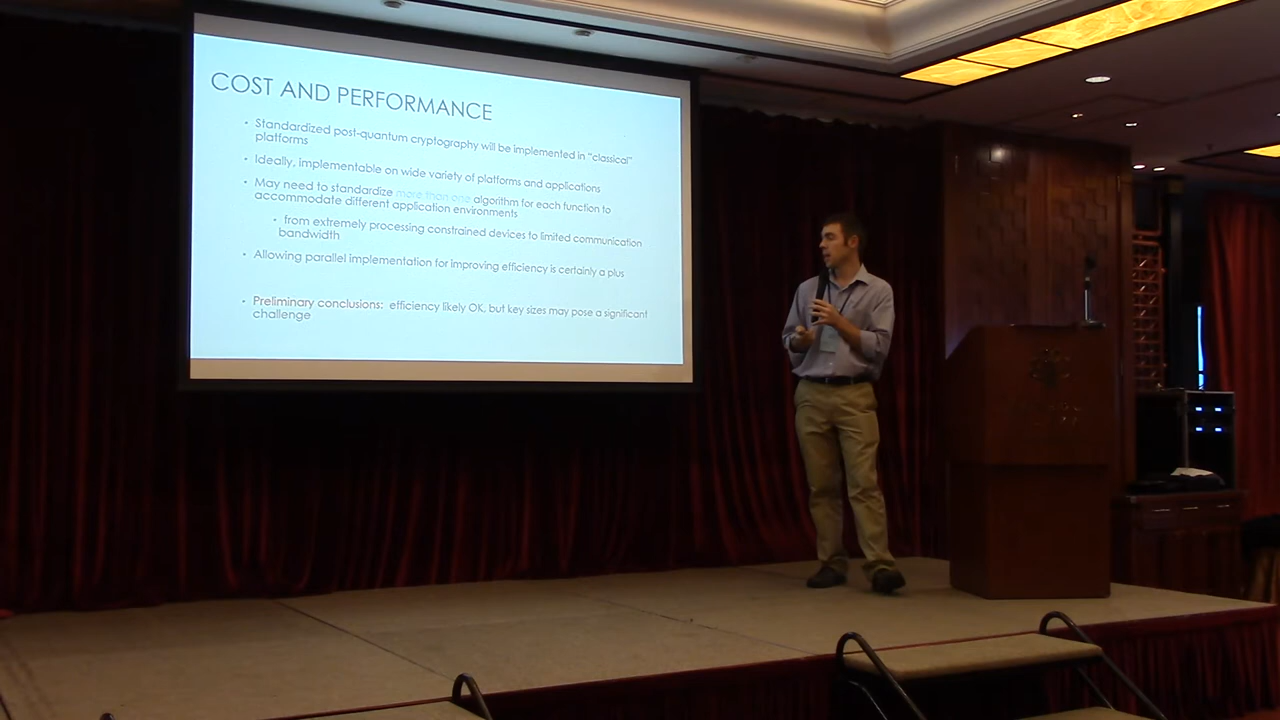 COST AND PERFORMANCE
• Standardized post-quantum cryptography will be implemented in “classical”
platforms
• Ideally, implementable on wide variety of platforms and applications
• May need to standardize more than one algorithm for each function to
accommodate different application environments
• from extremely processing constrained devices to limited communication
bandwidth
• Allowing parallel implementation for improving efficiency is certainly a plus
• Preliminary conclusions: efficiency likely OK, but key sizes may pose a significant
challenge